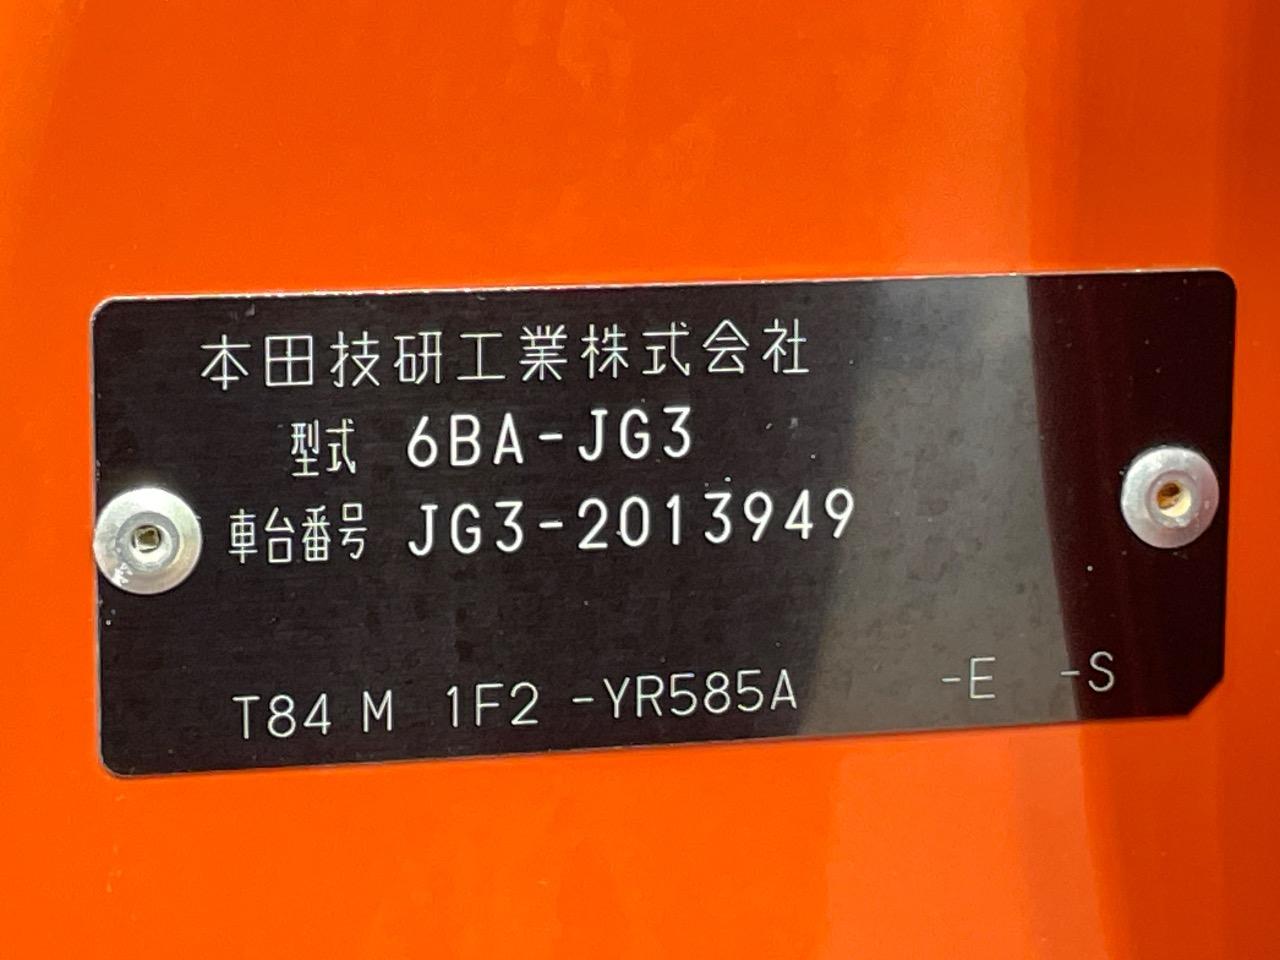 本田技研工業株式会社
型式 6BA-JG3
車台番号 JG3-2013949
T84 M 1F2 -YR585A -E -S